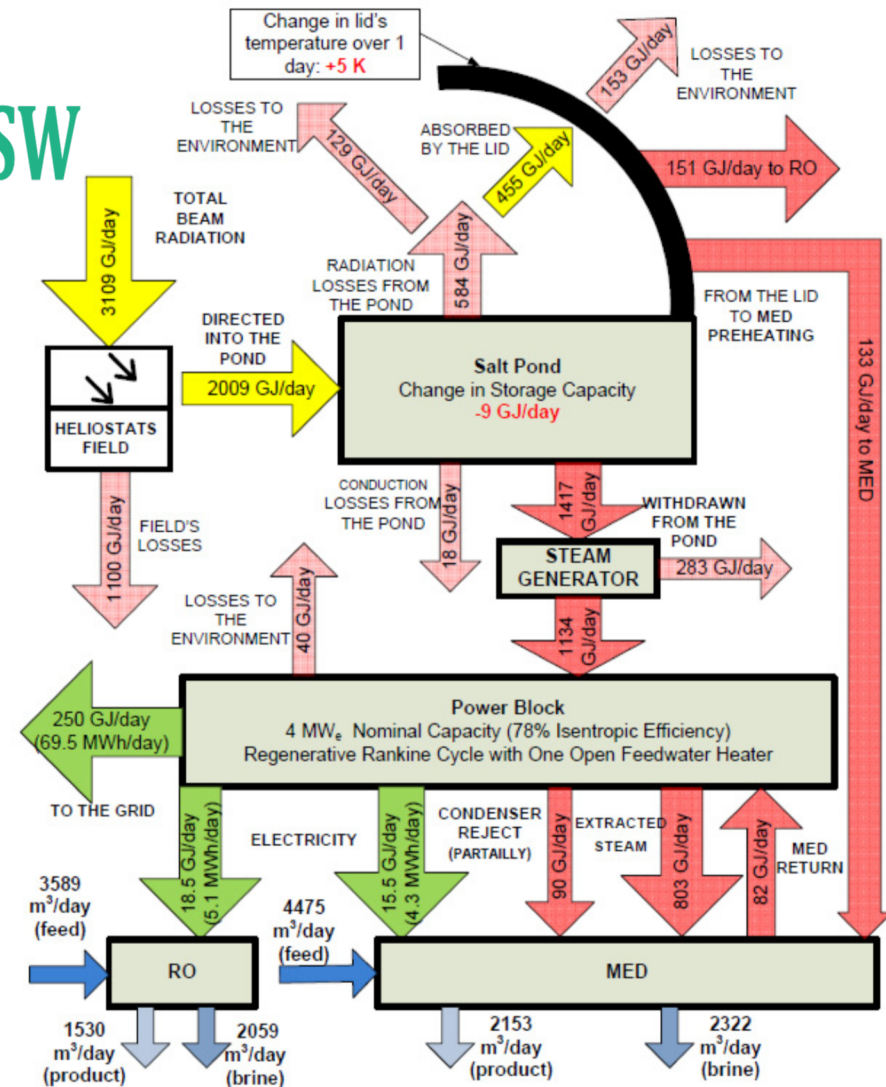 SW
Change in lid's
temperature over 1
day: +5 K
153 GJ/day
LOSSES TO
THE
ENVIRONMENT
LOSSES TO
THE
ENVIRONMENT
129 GJ/day
ABSORBED
BY THE LID
455 GJ/day
151 GJ/day to RO
TOTAL
BEAM
RADIATION
3109 GJ/day
RADIATION
LOSSES FROM
THE POND
584 GJ/day
FROM THE LID
TO MED
PREHEATING
133 GJ/day to MED
DIRECTED
INTO THE
POND
2009 GJ/day
Salt Pond
Change in Storage Capacity
-9 GJ/day
HELIOSTATS
FIELD
1100 GJ/day
FIELD'S
LOSSES
CONDUCTION
LOSSES FROM
THE POND
18 GJ/day
1417
GJ/day
WITHDRAWN
FROM THE
POND
STEAM
GENERATOR
283 GJ/day
LOSSES TO
THE
ENVIRONMENT
40 GJ/day
1134
GJ/day
250 GJ/day
(69.5 MWh/day)
TO THE GRID
Power Block
4 MWe Nominal Capacity (78% Isentropic Efficiency)
Regenerative Rankine Cycle with One Open Feedwater Heater
18.5 GJ/day
(5.1 MWh/day)
ELECTRICITY
15.5 GJ/day
(4.3 MWh/day)
CONDENSER
REJECT
(PARTAILLY)
90 GJ/day
EXTRACTED
STEAM
803 GJ/day
82 GJ/day
MED
RETURN
3589
m³/day
(feed)
RO
1530
m³/day
(product)
2059
m³/day
(brine)
4475
m³/day
(feed)
MED
2153
m³/day
(product)
2322
m³/day
(brine)